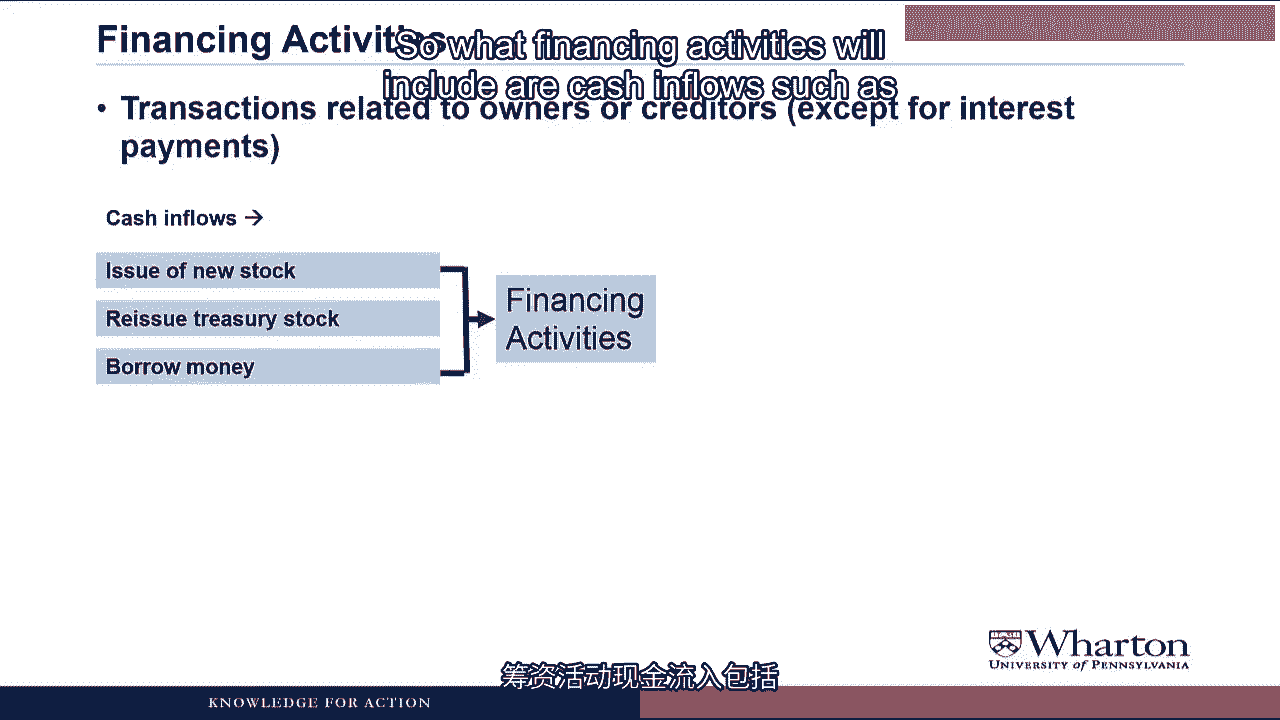 Financing Activities
So what financing activities will
include are cash inflows such as
• Transactions related to owners or creditors (except for interest
payments)
Cash inflows →
Issue of new stock
Reissue treasury stock
Borrow money
Financing
Activities
Wharton
UNIVERSITY of PENNSYLVANIA
筹资活动现金流入包括
KNOWLEDGE FOR ACTION